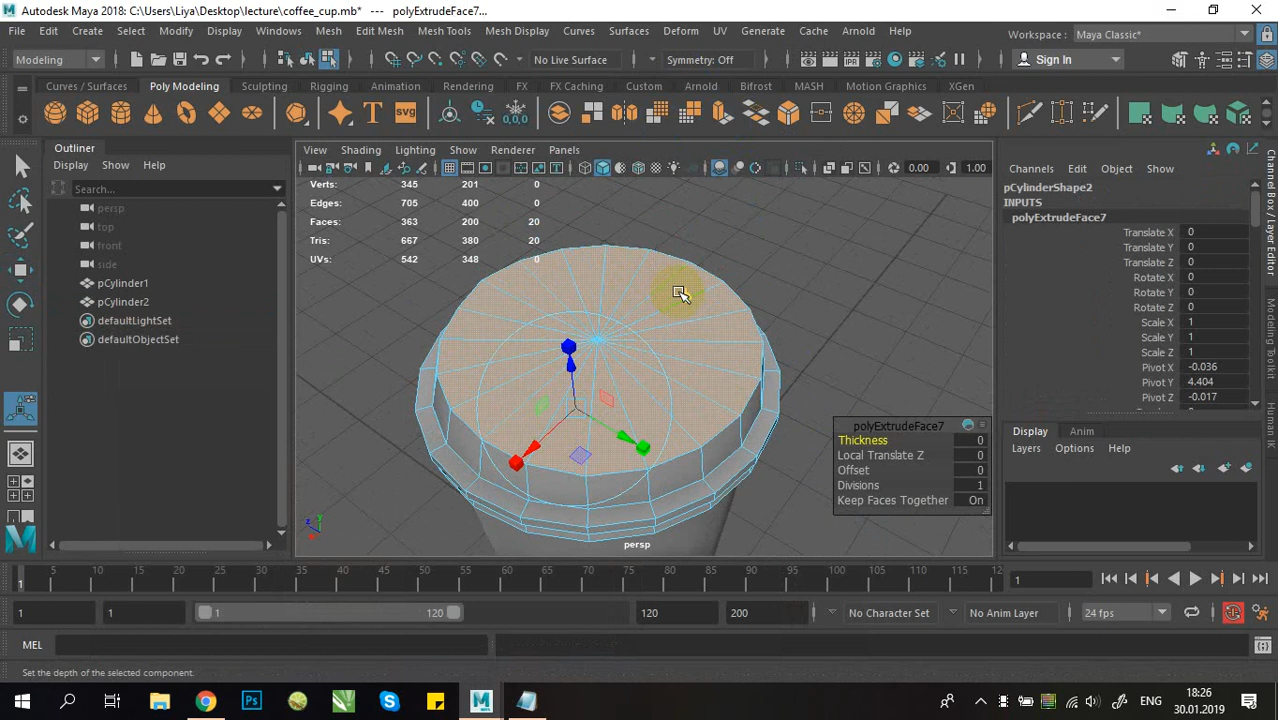 Autodesk Maya 2018: C:\Users\Liya\Desktop\lecture\coffee_cup.mb* --- polyExtrudeFace7...
File Edit Create Select Modify Display Windows Mesh Edit Mesh Mesh Tools Mesh Display Curves Surfaces Deform UV Generate Cache Arnold Help Workspace : Maya Classic*
Modeling No Live Surface Symmetry: Off Sign In
Curves / Surfaces Poly Modeling Sculpting Rigging Animation Rendering FX FX Caching Custom Arnold Bifrost MASH Motion Graphics XGen
Outliner
Display Show Help
Search...
persp
top
front
side
pCylinder1
pCylinder2
defaultLightSet
defaultObjectSet
View Shading Lighting Show Renderer Panels
0.00 1.00
Verts: 345 201 0
Edges: 705 400 0
Faces: 363 200 20
Tris: 667 380 20
UVs: 542 348 0
polyExtrudeFace7
Thickness 0
Local Translate Z 0
Offset 0
Divisions 1
Keep Faces Together On
persp
Channels Edit Object Show
pCylinderShape2
INPUTS
polyExtrudeFace7
Translate X 0
Translate Y 0
Translate Z 0
Rotate X 0
Rotate Y 0
Rotate Z 0
Scale X 1
Scale Y 1
Scale Z 1
Pivot X -0.036
Pivot Y 4.404
Pivot Z -0.017
Display Anim
Layers Options Help
Channel Box / Layer Editor
Modeling Toolkit
5 10 15 20 25 30 35 40 45 50 55 60 65 70 75 80 85 90 95 100 105 110 115 120
1 1
1 1 1 120 120 200 No Character Set No Anim Layer 24 fps
MEL
Set the depth of the selected component.
ENG 18:26
30.01.2019